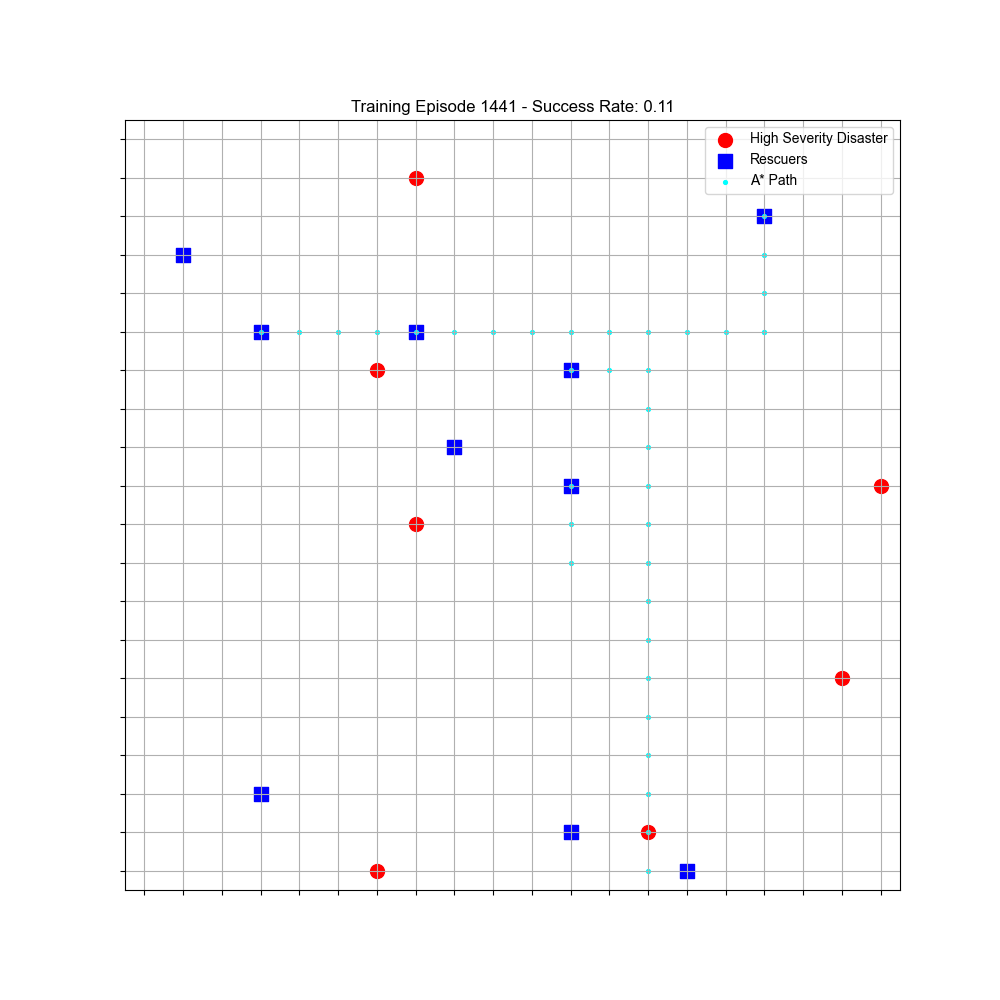 Training Episode 1441 - Success Rate: 0.11
High Severity Disaster
Rescuers
A* Path